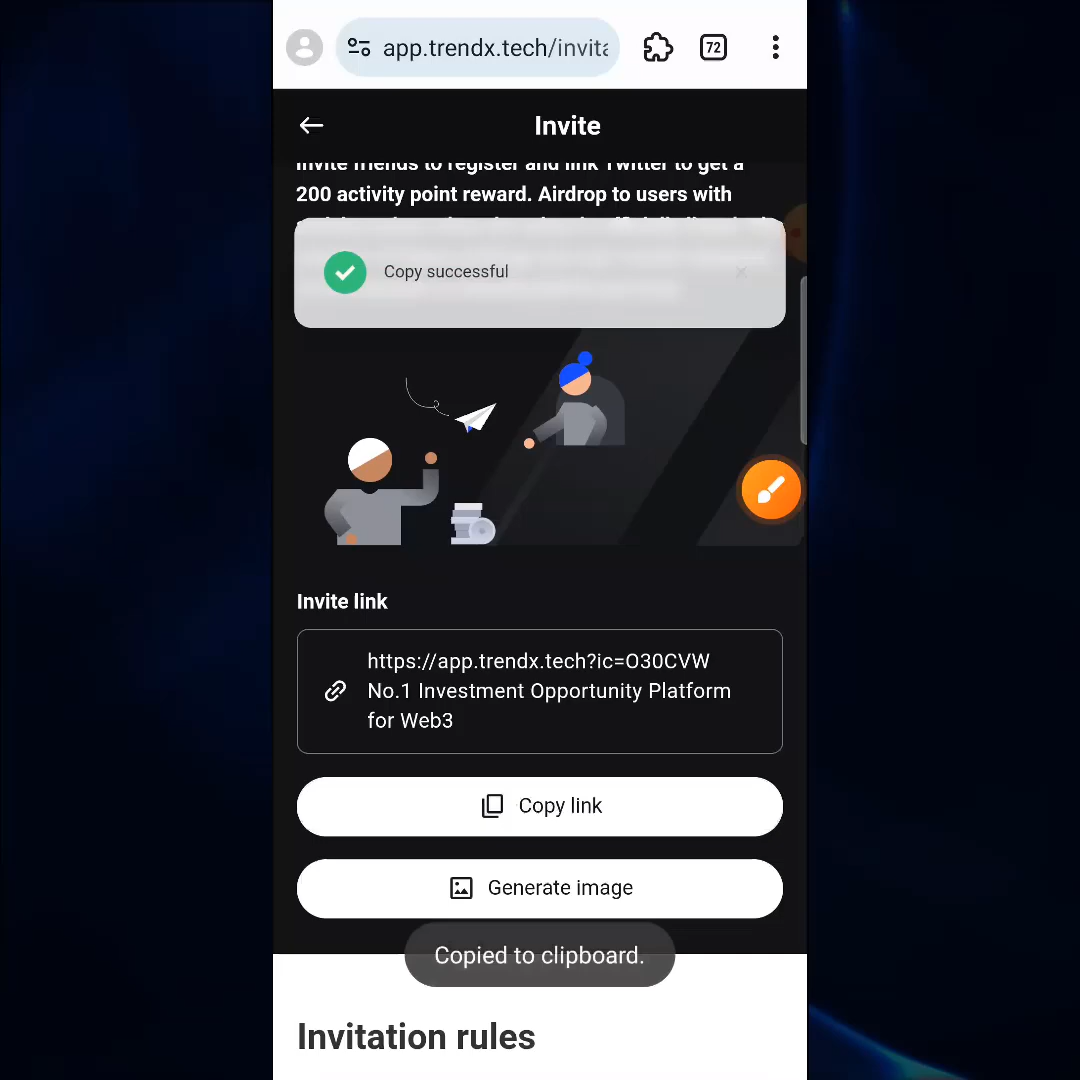 app.trendx.tech/invita
72
Invite
Invite friends to register and link Twitter to get a
200 activity point reward. Airdrop to users with
Copy successful
Invite link
https://app.trendx.tech?ic=O30CVW
No.1 Investment Opportunity Platform
for Web3
Copy link
Generate image
Copied to clipboard.
Invitation rules